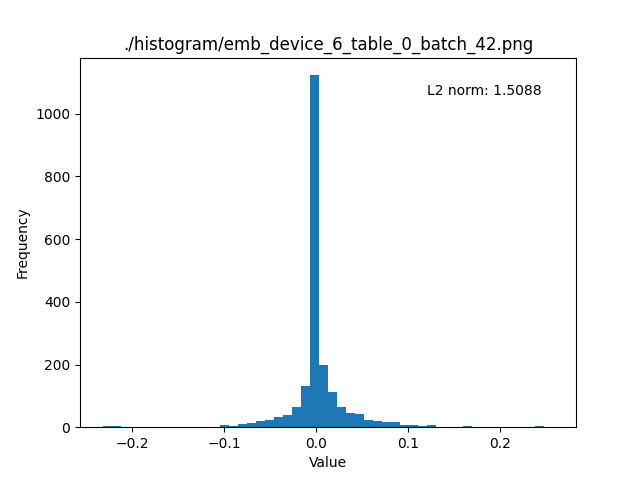 ./histogram/emb_device_6_table_0_batch_42.png
L2 norm: 1.5088
1000
800
600
400
200
0
Frequency
−0.2 −0.1 0.0 0.1 0.2
Value